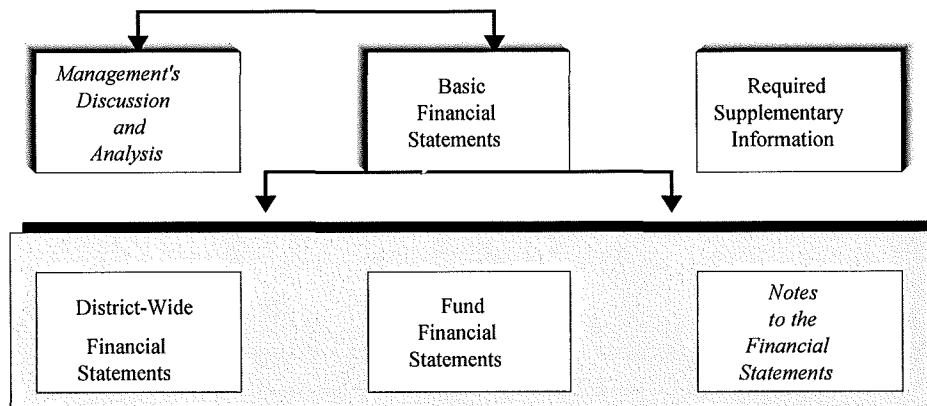 Management's
Discussion
and
Analysis
Basic
Financial
Statements
Required
Supplementary
Information
District-Wide
Financial
Statements
Fund
Financial
Statements
Notes
to the
Financial
Statements